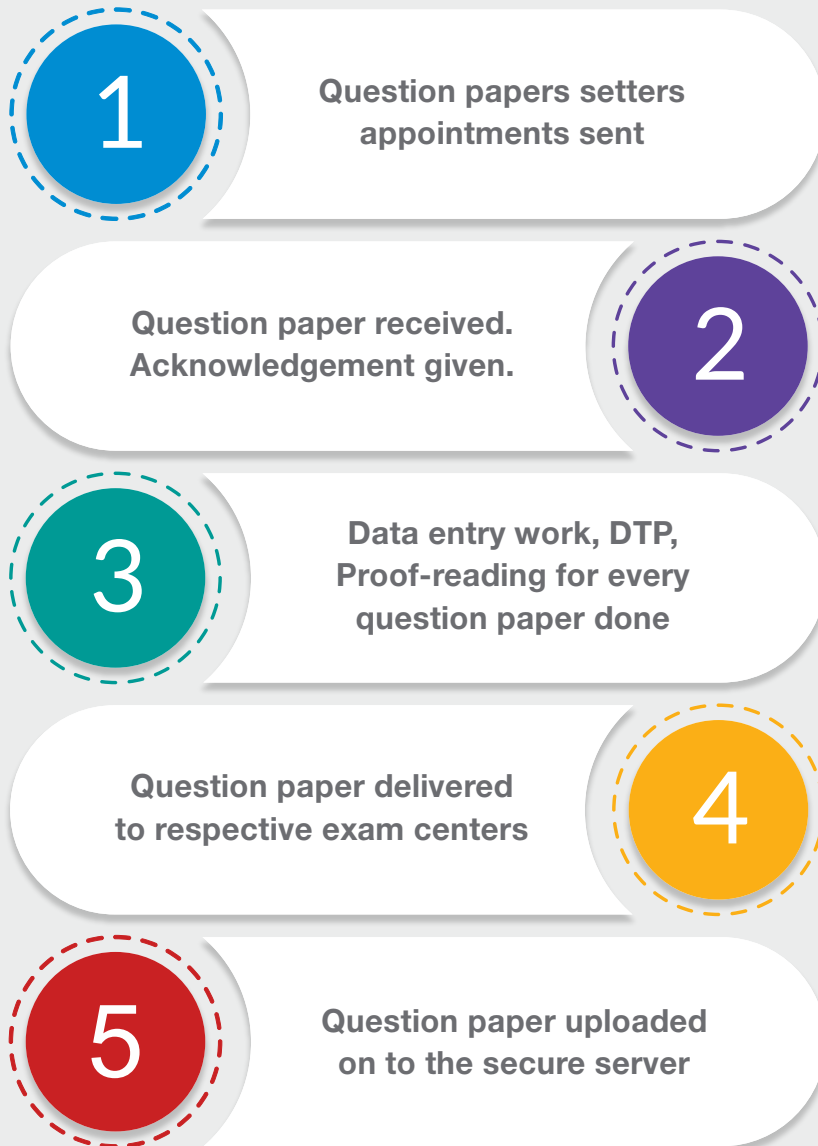 1
Question papers setters
appointments sent
Question paper received.
Acknowledgement given.
2
3
Data entry work, DTP,
Proof-reading for every
question paper done
Question paper delivered
to respective exam centers
4
5
Question paper uploaded
on to the secure server